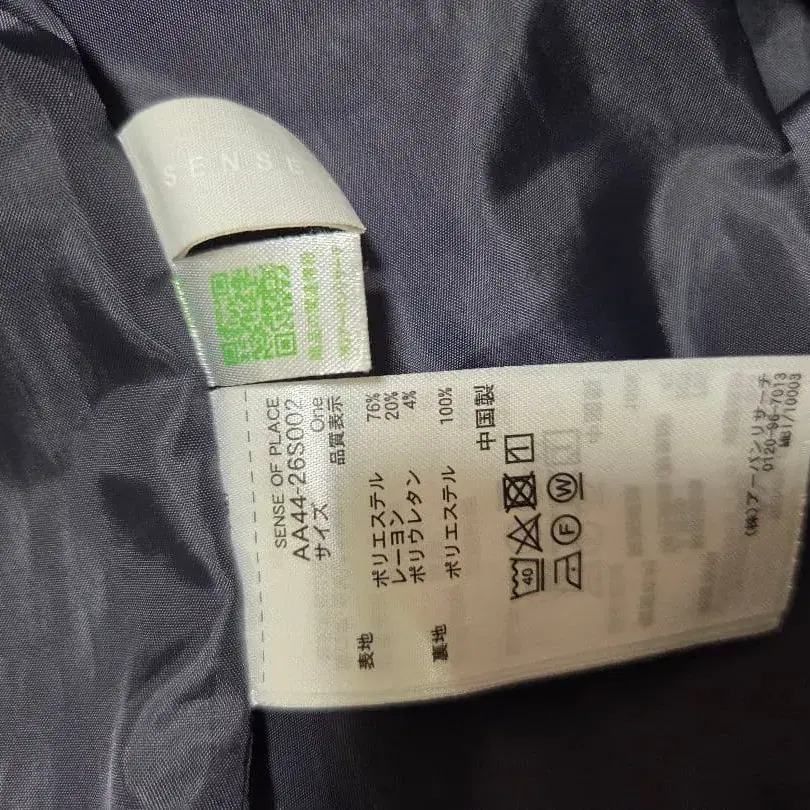 SENSE
SENSE OF PLACE
AA44-26S002
サイズ One
品質表示
表地 ポリエステル 76%
レーヨン 20%
ポリウレタン 4%
裏地 ポリエステル 100%
中国製
40
F W
(株)アーバンリサーチ
0120-96-7013